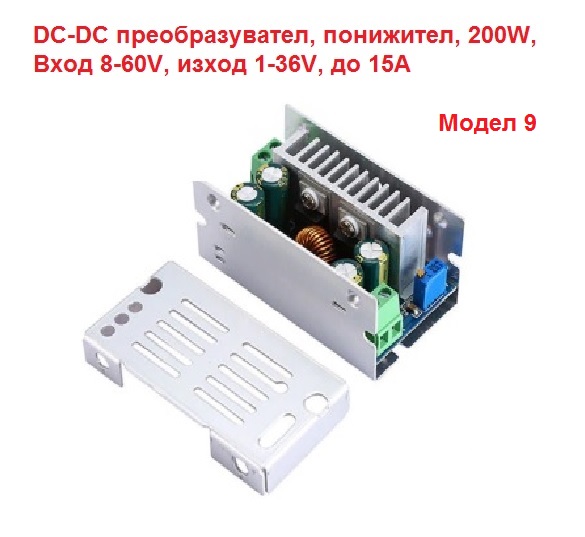 DC-DC преобразувател, понижител, 200W,
Вход 8-60V, изход 1-36V, до 15A
Модел 9